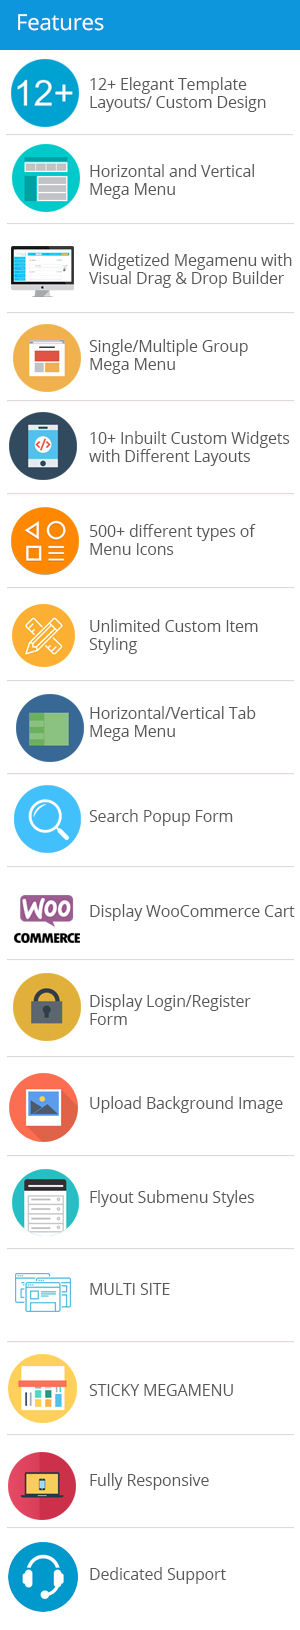 Features
12+
12+ Elegant Template
Layouts/ Custom Design
Horizontal and Vertical
Mega Menu
Widgetized Megamenu with
Visual Drag & Drop Builder
Single/Multiple Group
Mega Menu
10+ Inbuilt Custom Widgets
with Different Layouts
500+ different types of
Menu Icons
Unlimited Custom Item
Styling
Horizontal/Vertical Tab
Mega Menu
Search Popup Form
WOO
COMMERCE
Display WooCommerce Cart
Display Login/Register
Form
Upload Background Image
Flyout Submenu Styles
MULTI SITE
STICKY MEGAMENU
Fully Responsive
Dedicated Support